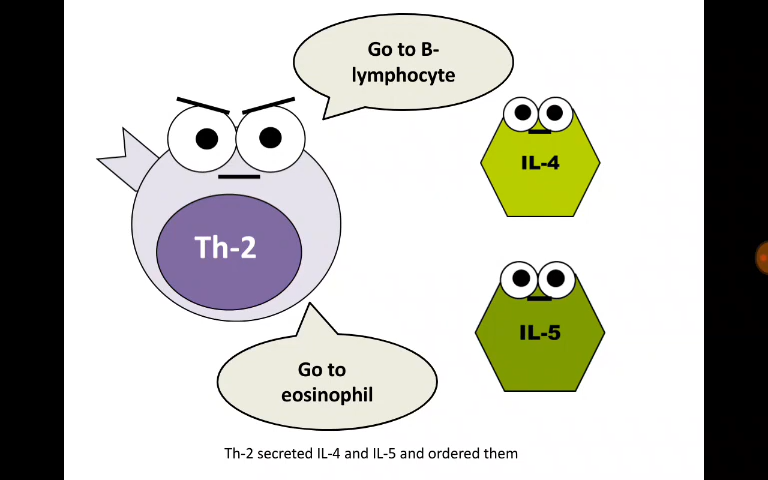 Go to B-
lymphocyte
IL-4
Th-2
IL-5
Go to
eosinophil
Th-2 secreted IL-4 and IL-5 and ordered them